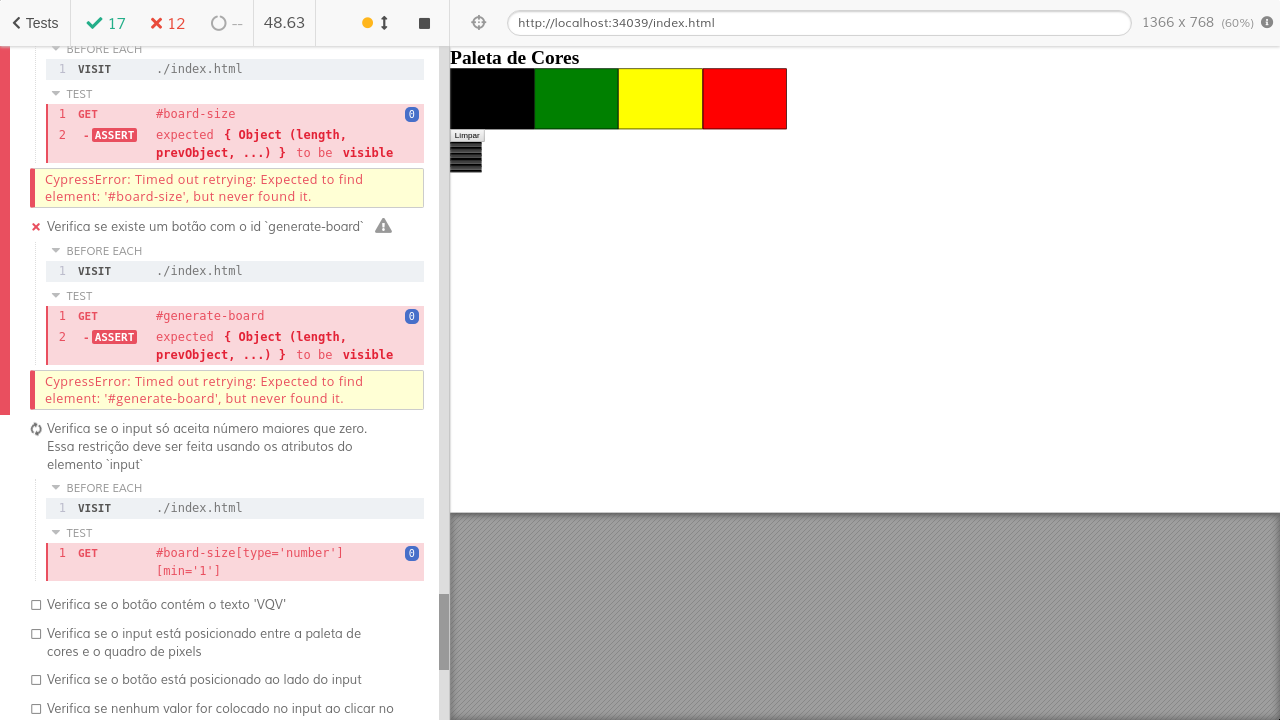 Tests
17
12
--
48.63
http://localhost:34039/index.html
1366 x 768 (60%)
BEFORE EACH
1 VISIT ./index.html
TEST
1 GET #board-size 0
2 -ASSERT expected { Object (length,
prevObject, ...) } to be visible
CypressError: Timed out retrying: Expected to find
element: '#board-size', but never found it.
Verifica se existe um botão com o id `generate-board`
BEFORE EACH
1 VISIT ./index.html
TEST
1 GET #generate-board 0
2 -ASSERT expected { Object (length,
prevObject, ...) } to be visible
CypressError: Timed out retrying: Expected to find
element: '#generate-board', but never found it.
Verifica se o input só aceita número maiores que zero.
Essa restrição deve ser feita usando os atributos do
elemento `input`
BEFORE EACH
1 VISIT ./index.html
TEST
1 GET #board-size[type='number'] 0
[min='1']
Verifica se o botão contém o texto 'VQV'
Verifica se o input está posicionado entre a paleta de
cores e o quadro de pixels
Verifica se o botão está posicionado ao lado do input
Verifica se nenhum valor for colocado no input ao clicar no
Paleta de Cores
Limpar